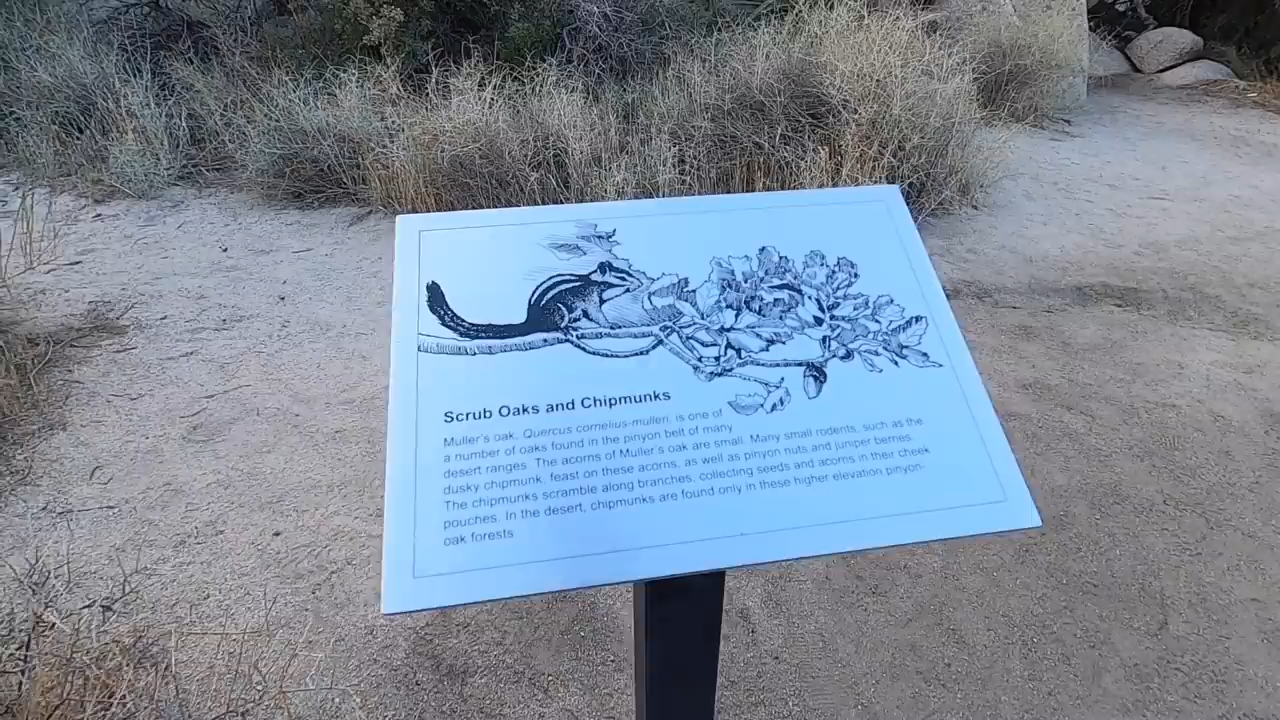 Scrub Oaks and Chipmunks
Muller's oak, Quercus cornelius-mulleri, is one of
a number of oaks found in the pinyon belt of many
desert ranges. The acorns of Muller's oak are small. Many small rodents, such as the
dusky chipmunk, feast on these acorns, as well as pinyon nuts and juniper berries.
The chipmunks scramble along branches, collecting seeds and acorns in their cheek
pouches. In the desert, chipmunks are found only in these higher elevation pinyon-
oak forests